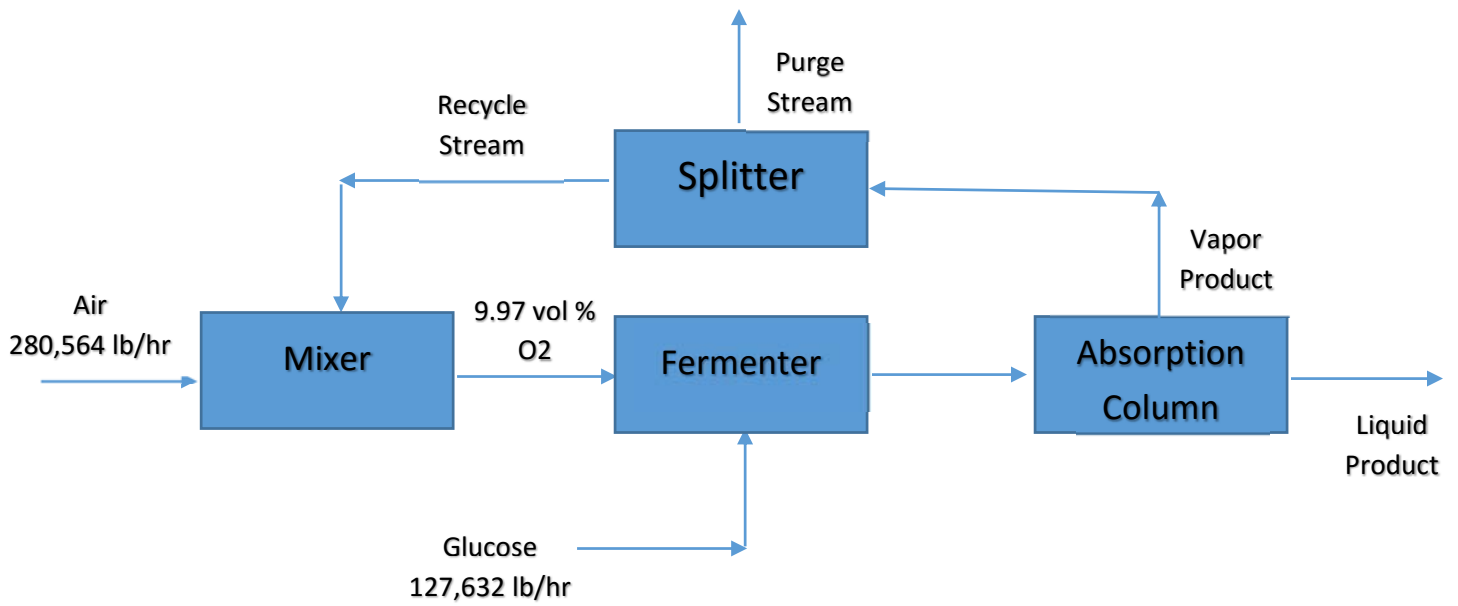 Purge
Stream
Recycle
Stream
Splitter
Vapor
Product
Air
280,564 lb/hr
Mixer
9.97 vol %
O2
Fermenter
Absorption
Column
Liquid
Product
Glucose
127,632 lb/hr